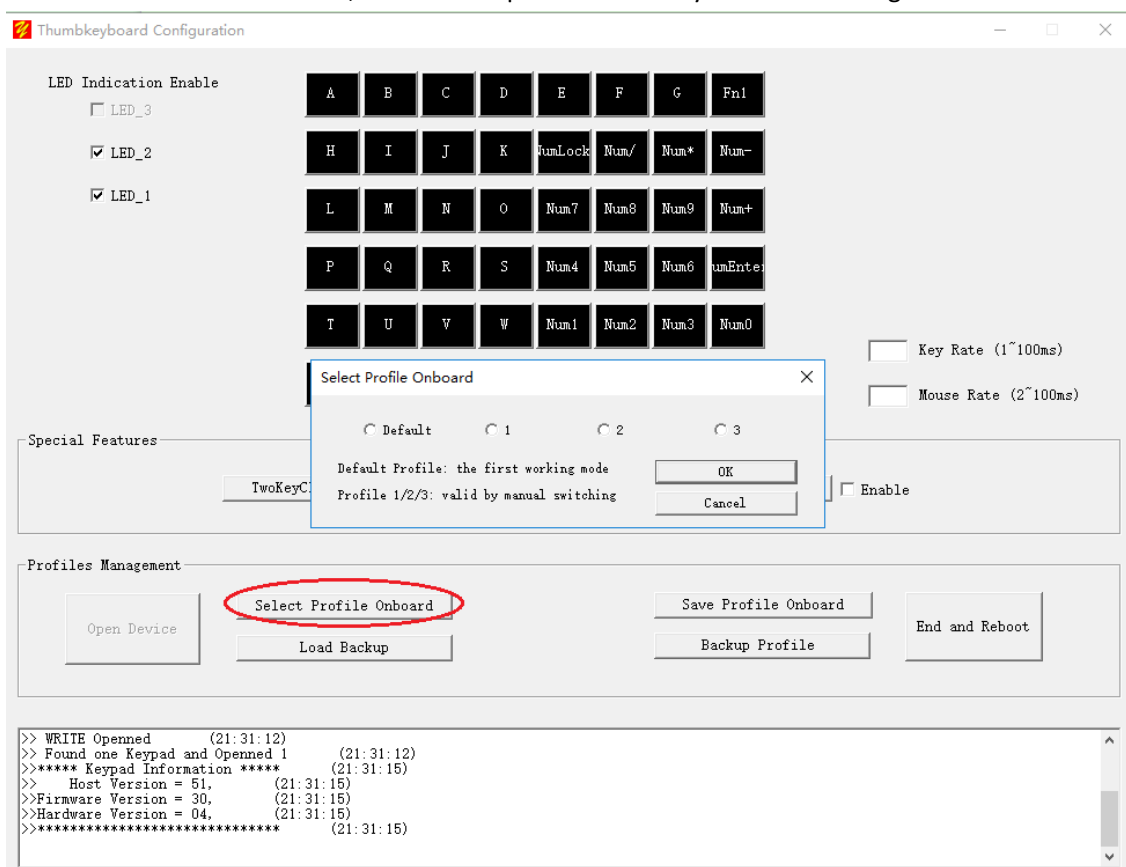 Thumbkeyboard Configuration
LED Indication Enable
LED_3
LED_2
LED_1
A B C D E F G Fn1
H I J K NumLock Num/ Num* Num-
L M N O Num7 Num8 Num9 Num+
P Q R S Num4 Num5 Num6 umEnter
T U V W Num1 Num2 Num3 Num0
Key Rate (1~100ms)
Mouse Rate (2~100ms)
Select Profile Onboard
Default 1 2 3
Default Profile: the first working mode
Profile 1/2/3: valid by manual switching
OK
Cancel
Special Features
TwoKeyC
Enable
Profiles Management
Open Device
Select Profile Onboard
Load Backup
Save Profile Onboard
Backup Profile
End and Reboot
>> WRITE Openned (21:31:12)
>> Found one Keypad and Openned 1 (21:31:12)
>>***** Keypad Information ***** (21:31:15)
>> Host Version = 51, (21:31:15)
>>Firmware Version = 30, (21:31:15)
>>Hardware Version = 04, (21:31:15)
>>****************************** (21:31:15)